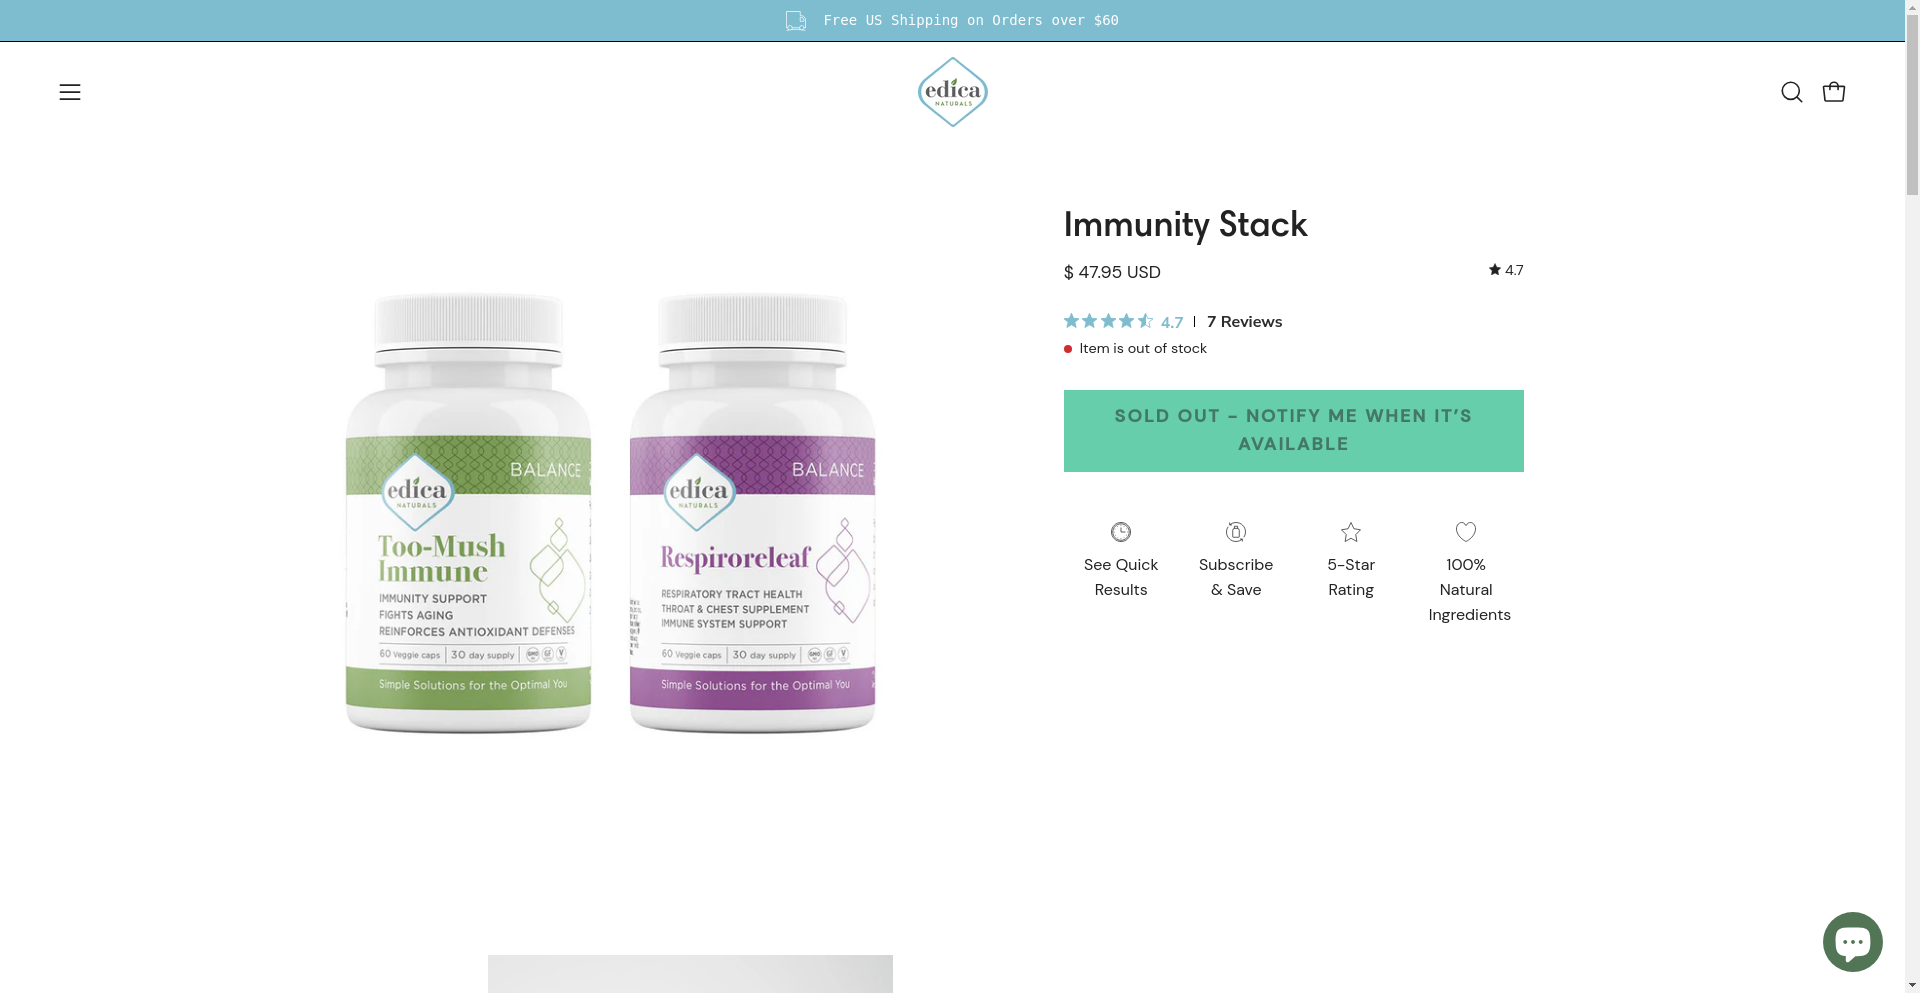 Free US Shipping on Orders over $60
edica
NATURALS
Immunity Stack
$ 47.95 USD
4.7
4.7
7 Reviews
Item is out of stock
SOLD OUT - NOTIFY ME WHEN IT'S
AVAILABLE
See Quick
Results
Subscribe
& Save
5-Star
Rating
100%
Natural
Ingredients
BALANCE
edica
NATURALS
Too-Mush
Immune
IMMUNITY SUPPORT
FIGHTS AGING
REINFORCES ANTIOXIDANT DEFENSES
60 Veggie caps
30 day supply
GMO
GF
V
Simple Solutions for the Optimal You
BALANCE
edica
NATURALS
Respiroreleaf
RESPIRATORY TRACT HEALTH
THROAT & CHEST SUPPLEMENT
IMMUNE SYSTEM SUPPORT
60 Veggie caps
30 day supply
GMO
GF
V
Simple Solutions for the Optimal You